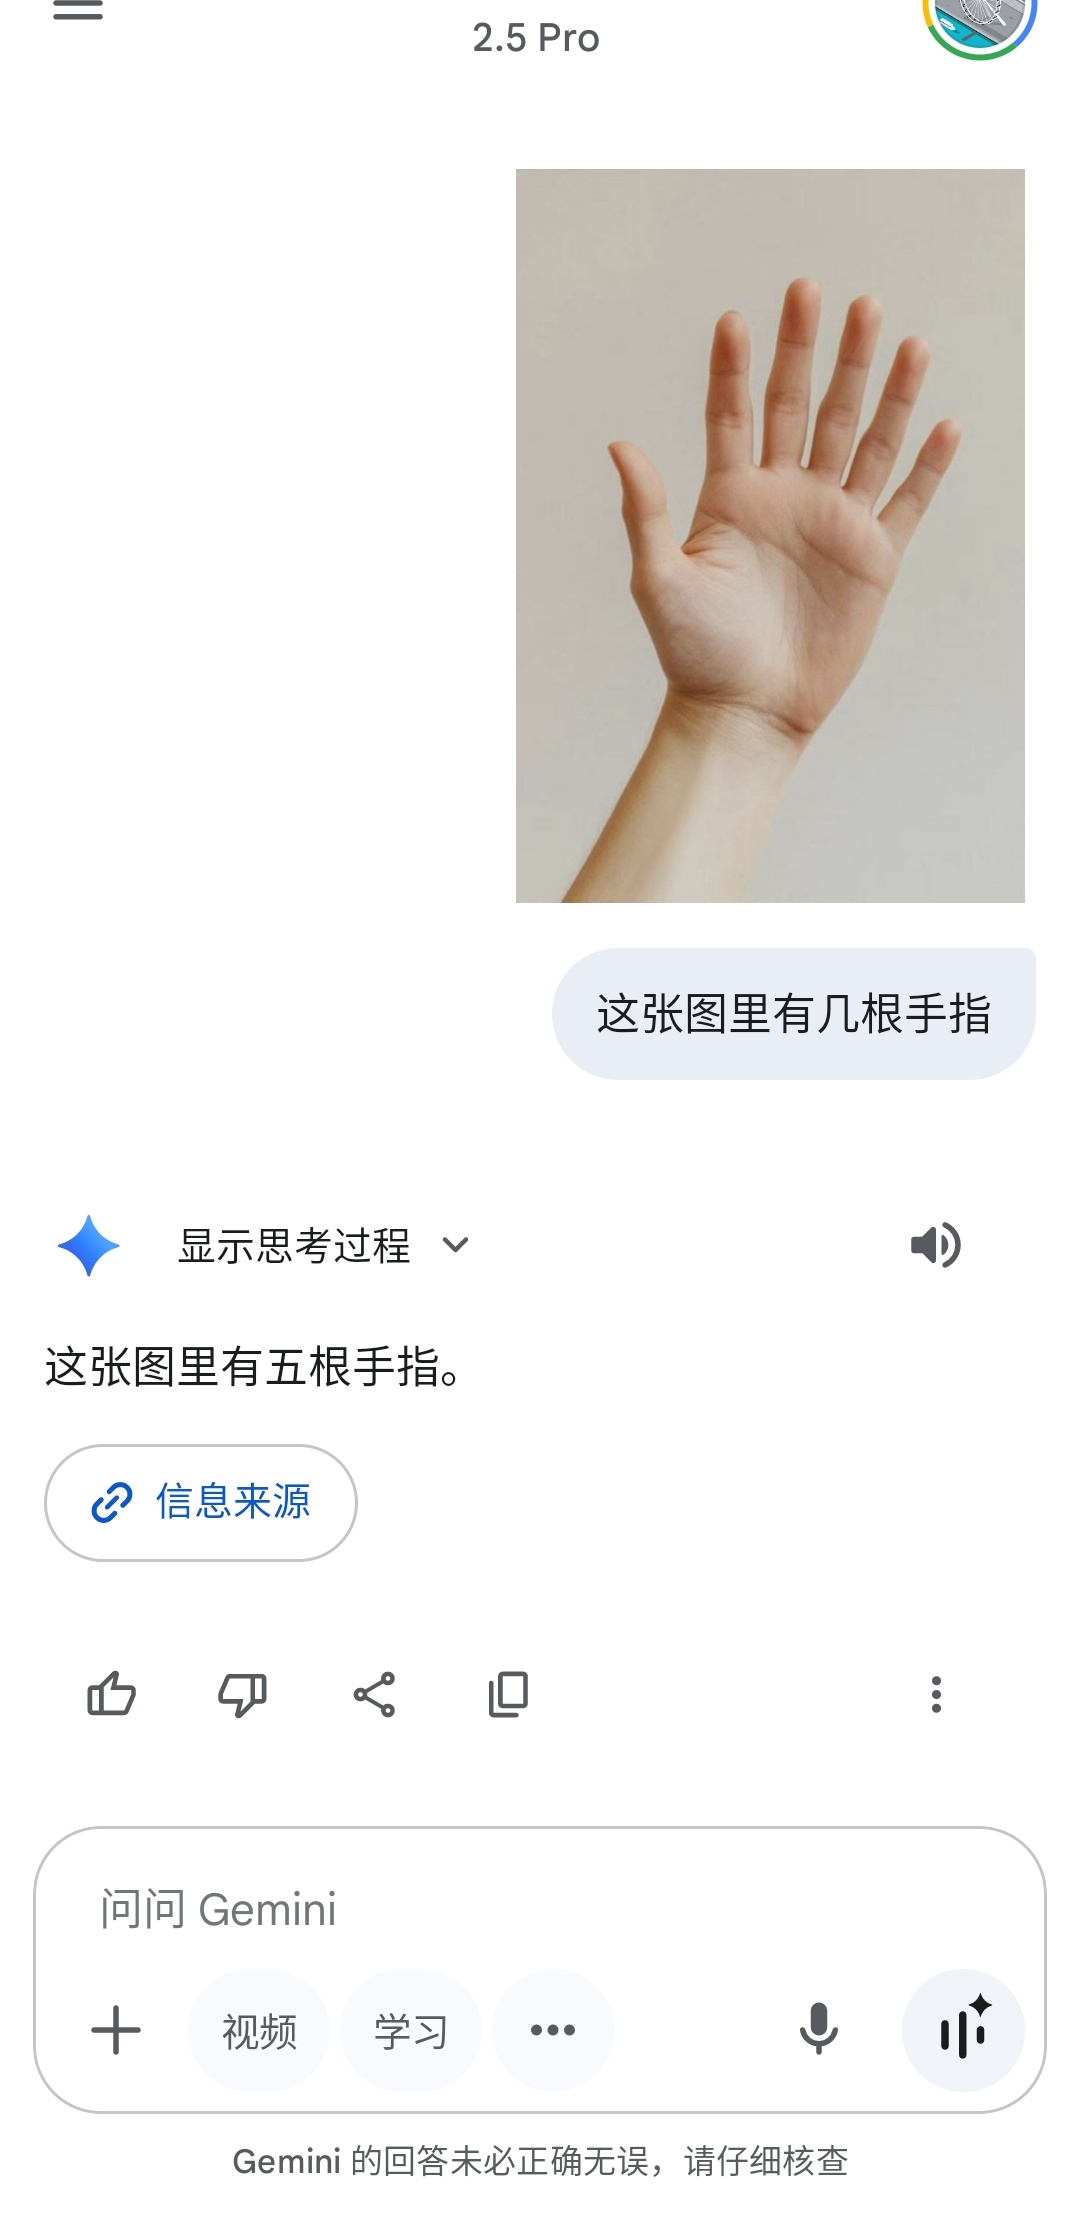 2.5 Pro
这张图里有几根手指
显示思考过程
这张图里有五根手指。
信息来源
问问 Gemini
视频
学习
Gemini 的回答未必正确无误，请仔细核查